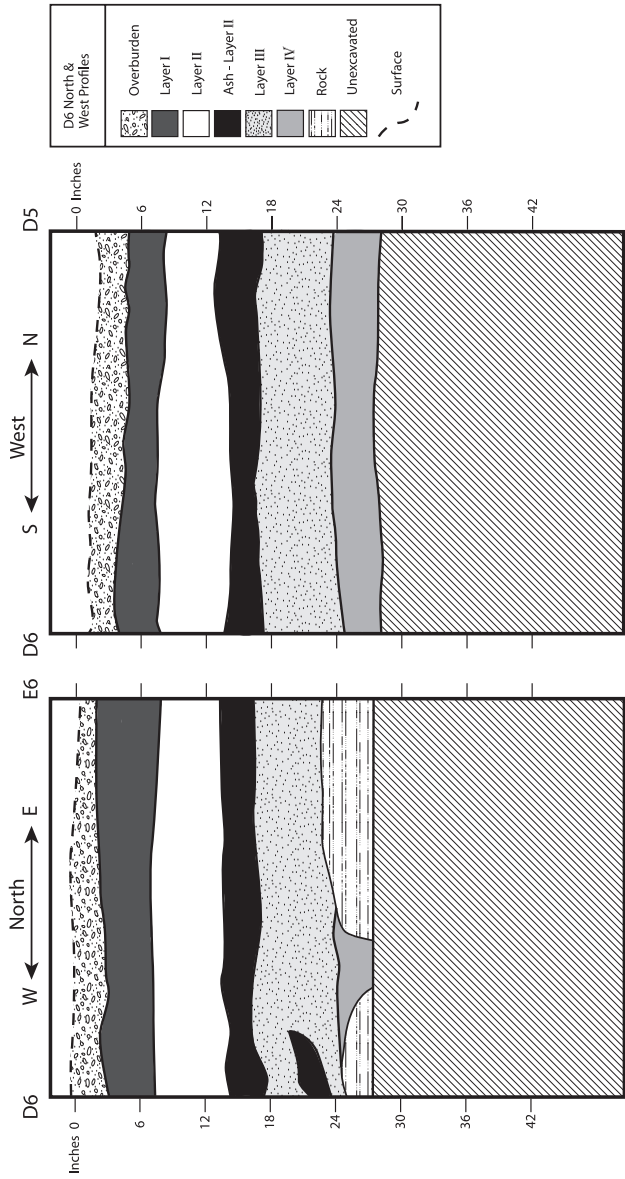 D6 North &
West Profiles
Overburden
Layer I
Layer II
Ash - Layer II
Layer III
Layer IV
Rock
Unexcavated
Surface
North
W E
D6 E6
Inches 0
6
12
18
24
30
36
42
West
S N
D6 D5
0 Inches
6
12
18
24
30
36
42